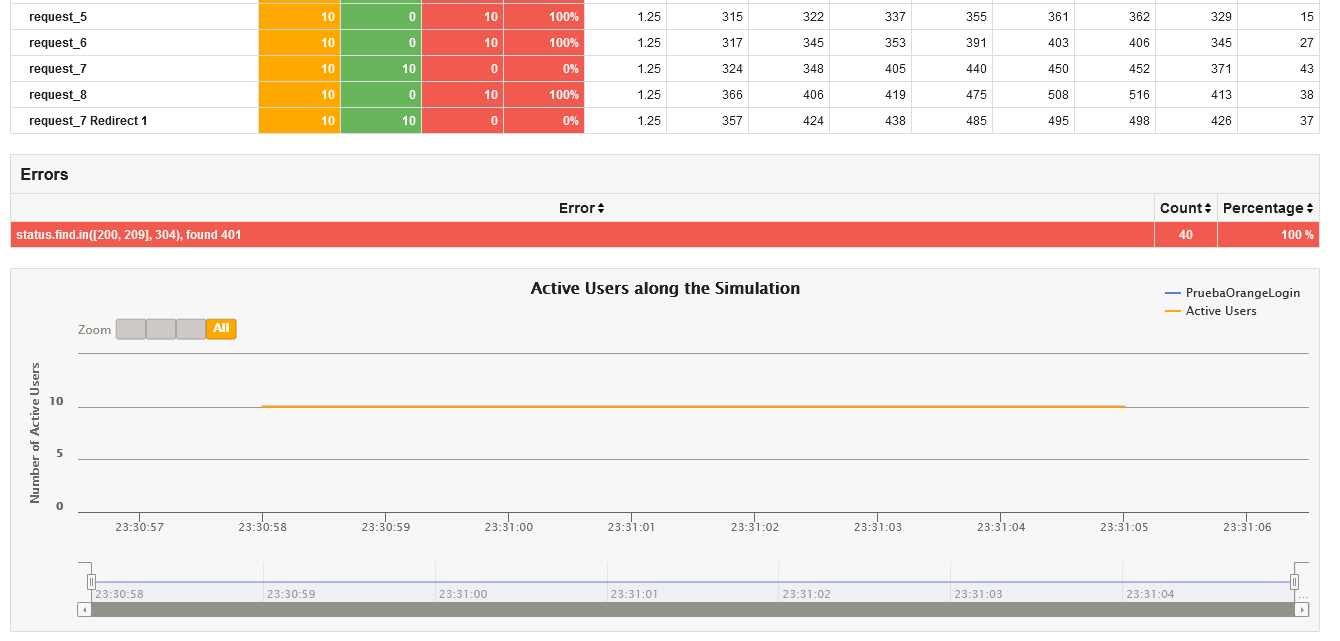 request_5 10 0 10 100% 1.25 315 322 337 355 361 362 329 15
request_6 10 0 10 100% 1.25 317 345 353 391 403 406 345 27
request_7 10 10 0 0% 1.25 324 348 405 440 450 452 371 43
request_8 10 0 10 100% 1.25 366 406 419 475 508 516 413 38
request_7 Redirect 1 10 10 0 0% 1.25 357 424 438 485 495 498 426 37
Errors
Error Count Percentage
status.find.in([200, 209], 304), found 401 40 100 %
Active Users along the Simulation
PruebaOrangeLogin
Active Users
Zoom All
Number of Active Users
10
5
0
23:30:57 23:30:58 23:30:59 23:31:00 23:31:01 23:31:02 23:31:03 23:31:04 23:31:05 23:31:06
23:30:58 23:30:59 23:31:00 23:31:01 23:31:02 23:31:03 23:31:04 ...